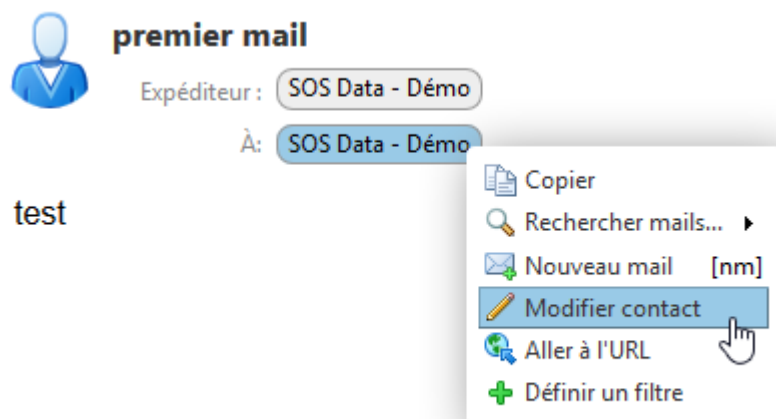 premier mail
Expéditeur : SOS Data - Démo
À: SOS Data - Démo
test
Copier
Rechercher mails...
Nouveau mail [nm]
Modifier contact
Aller à l'URL
Définir un filtre